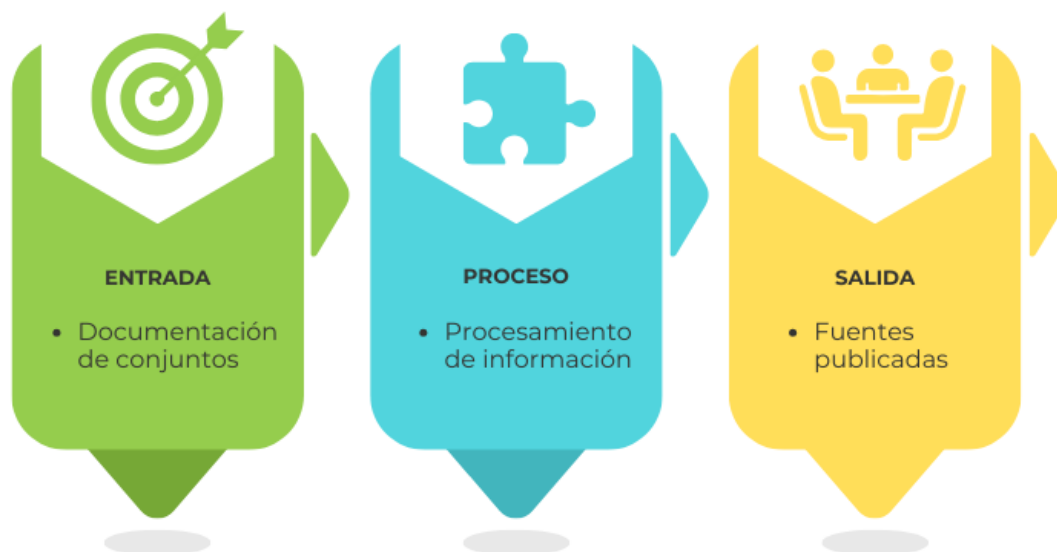 ENTRADA
• Documentación
de conjuntos
PROCESO
• Procesamiento
de información
SALIDA
• Fuentes
publicadas